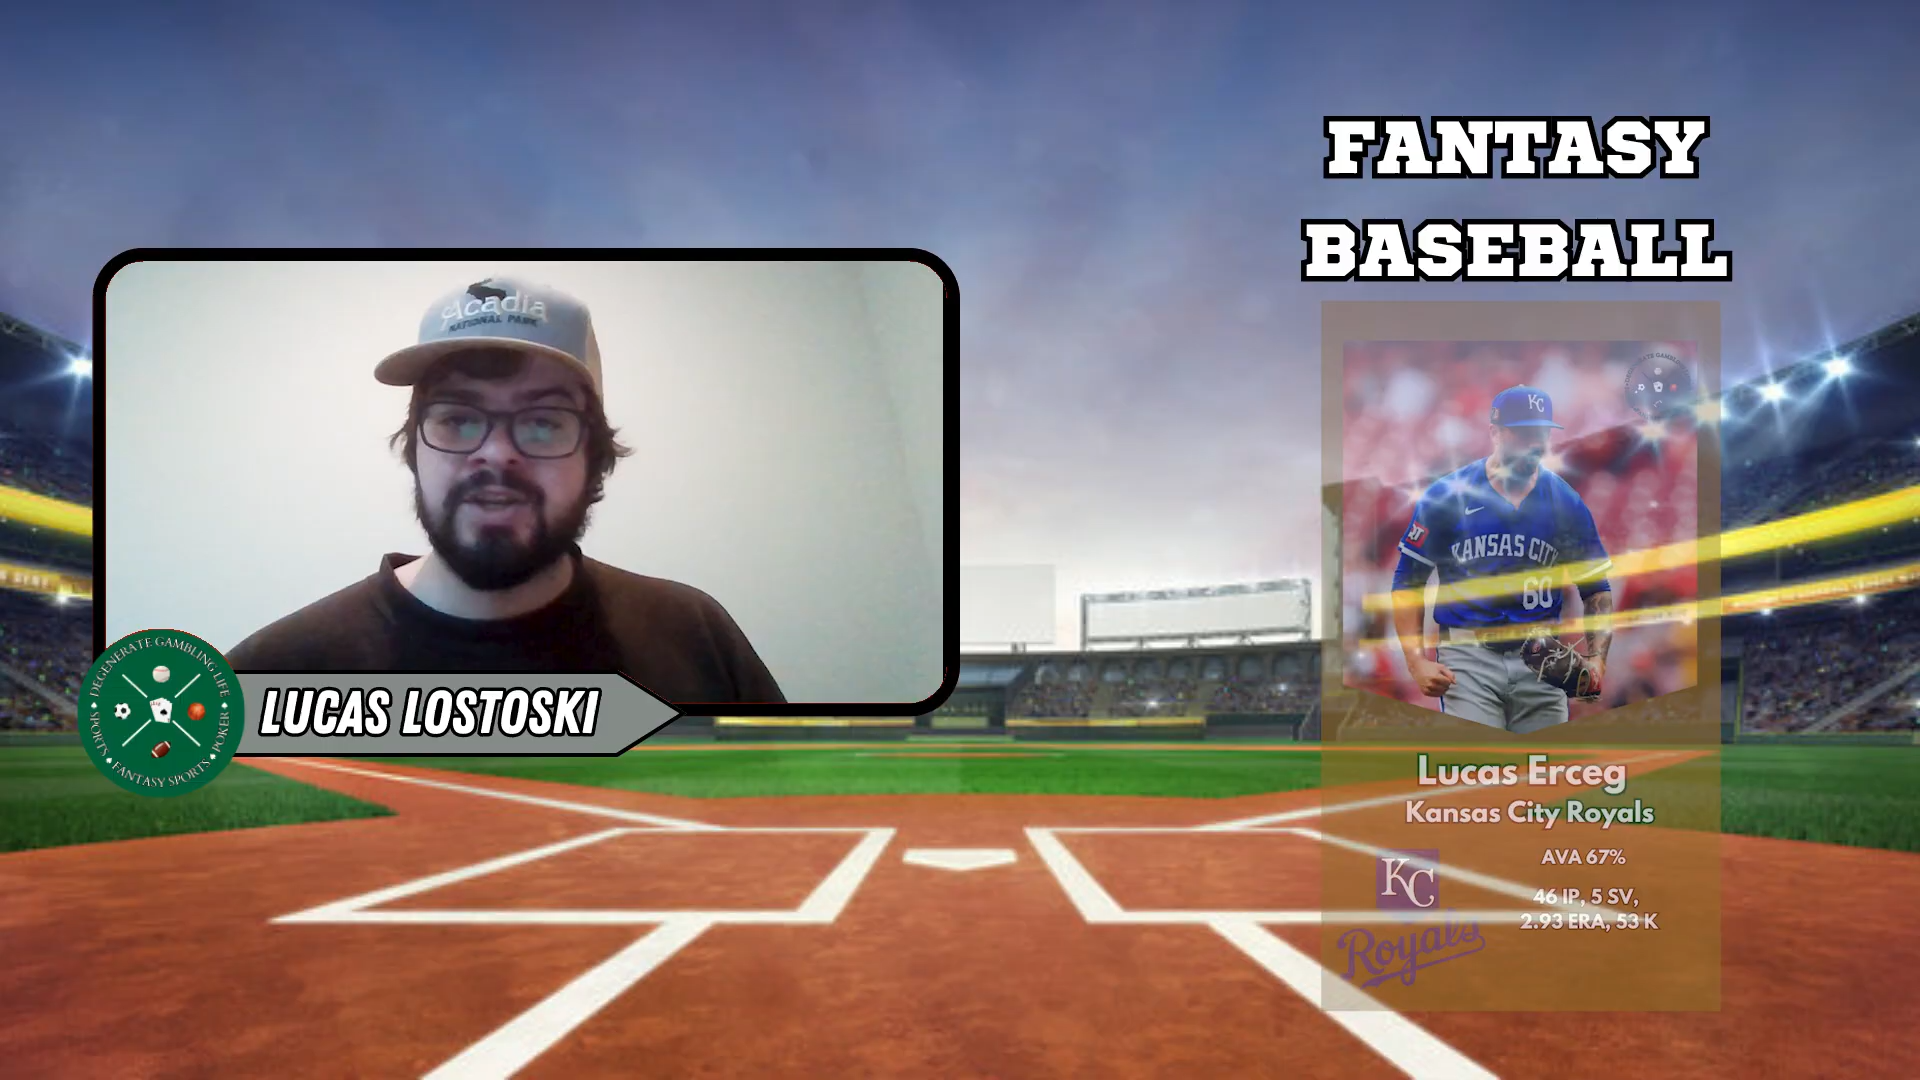 FANTASY
BASEBALL
Acadia
NATIONAL PARK
KC
KANSAS CITY
60
LUCAS LOSTOSKI
DEGENERATE GAMBLING LIFE
SPORTS
POKER
FANTASY SPORTS
Lucas Erceg
Kansas City Royals
AVA 67%
KC
46 IP, 5 SV,
2.93 ERA, 53 K
Royals